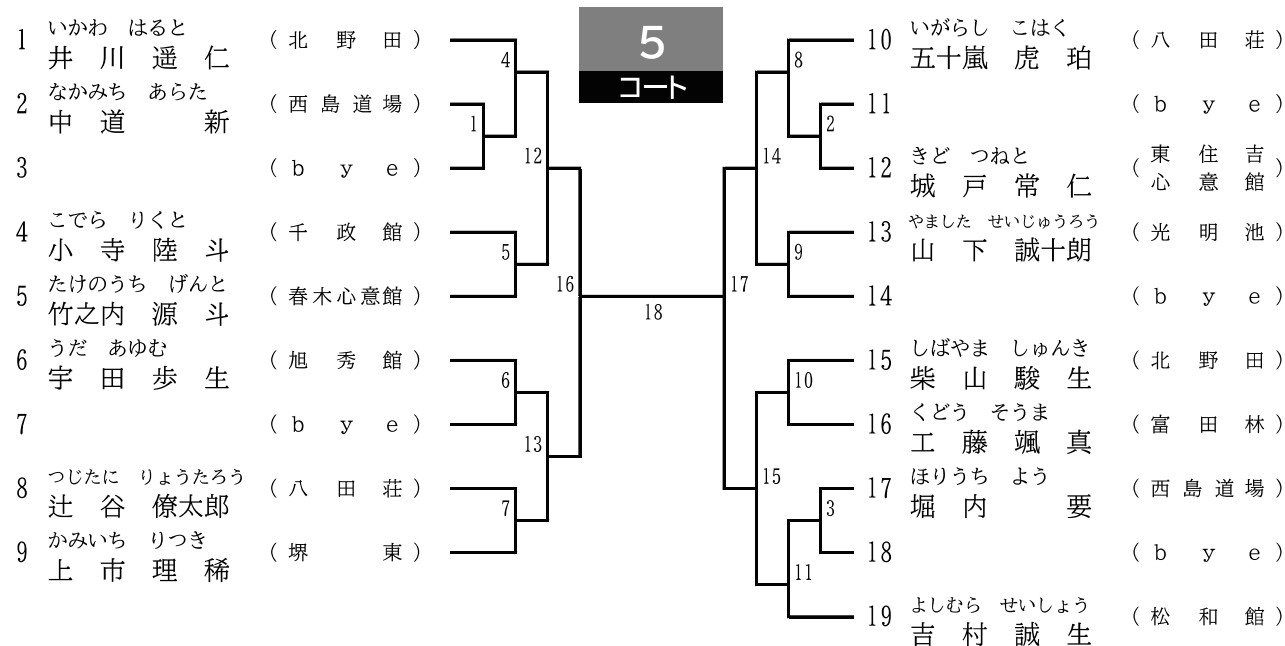 5
コート
1 いかわ はると
井川 遥仁 (北野田)
2 なかみち あらた
中道 新 (西島道場)
3 (bye)
4 こでら りくと
小寺 陸斗 (千政館)
5 たけのうち げんと
竹之内 源斗 (春木心意館)
6 うだ あゆむ
宇田 歩生 (旭秀館)
7 (bye)
8 つじたに りょうたろう
辻谷 僚太郎 (八田荘)
9 かみいち りつき
上市 理稀 (堺東)
4
1
12
5
16
6
13
7
18
10 いがらし こはく
五十嵐 虎珀 (八田荘)
11 (bye)
12 きど つねと
城戸 常仁 (東住吉
心意館)
13 やました せいじゅうろう
山下 誠十朗 (光明池)
14 (bye)
15 しばやま しゅんき
柴山 駿生 (北野田)
16 くどう そうま
工藤 颯真 (富田林)
17 ほりうち よう
堀内 要 (西島道場)
18 (bye)
19 よしむら せいしょう
吉村 誠生 (松和館)
8
2
14
9
17
10
15
3
11